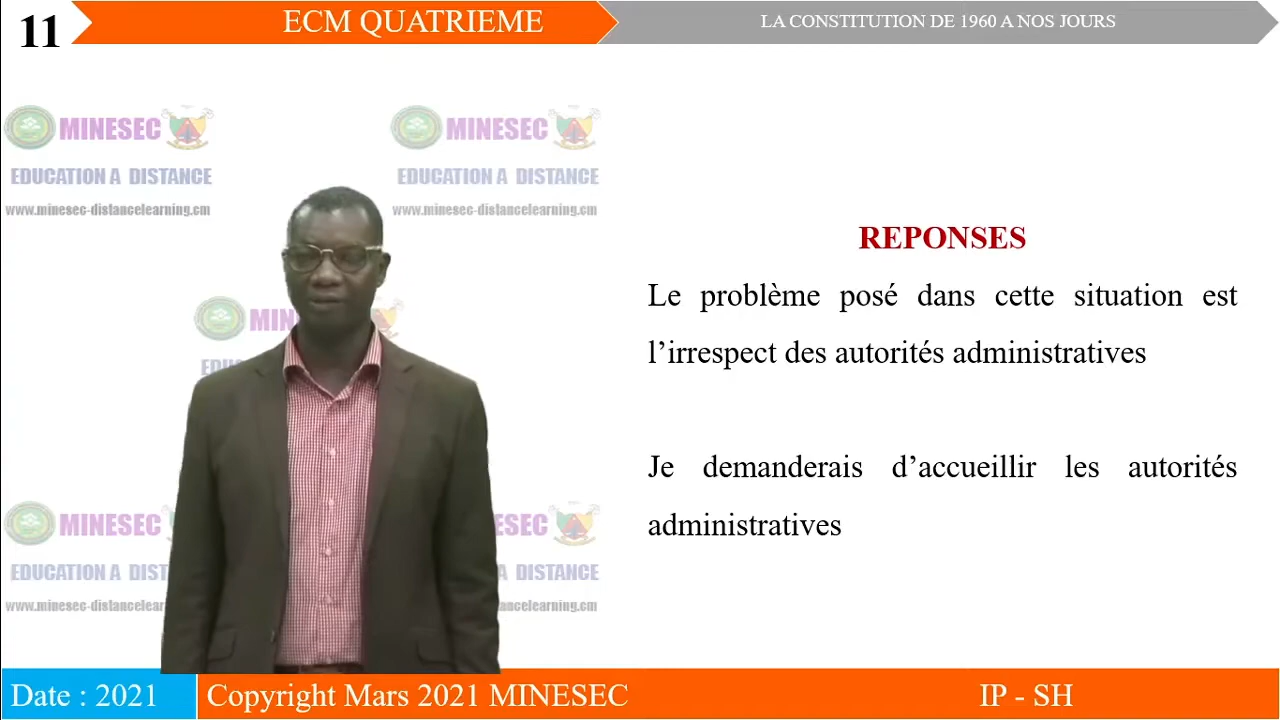 11
ECM QUATRIEME
LA CONSTITUTION DE 1960 A NOS JOURS
MINESEC
MINESEC
EDUCATION A DISTANCE
EDUCATION A DISTANCE
www.minesec-distancelearning.cm
www.minesec-distancelearning.cm
REPONSES
Le problème posé dans cette situation est
l’irrespect des autorités administratives
MIN
EDU
Je demanderais d’accueillir les autorités
administratives
MINESEC
ESEC
EDUCATION A DIST
A DISTANCE
www.minesec-distancelear
ancelearning.cm
Date : 2021
Copyright Mars 2021 MINESEC
IP - SH